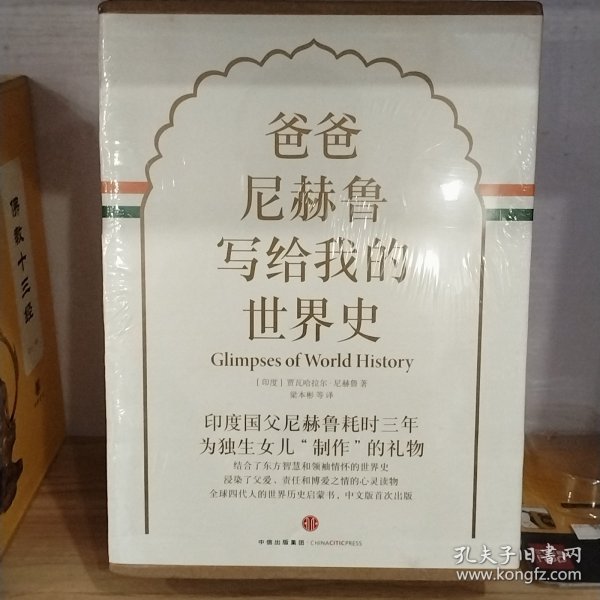 爸爸
尼赫鲁
写给我的
世界史
Glimpses of World History
［印度］贾瓦哈拉尔·尼赫鲁 著
梁本彬 等 译
印度国父尼赫鲁耗时三年
为独生女儿“制作”的礼物
结合了东方智慧和领袖情怀的世界史
浸染了父爱、责任和博爱之情的心灵读物
全球四代人的世界历史启蒙书，中文版首次出版
中信出版集团 · CHINACITICPRESS
佛教十三经
孔夫子旧书网
www.kongfz.com